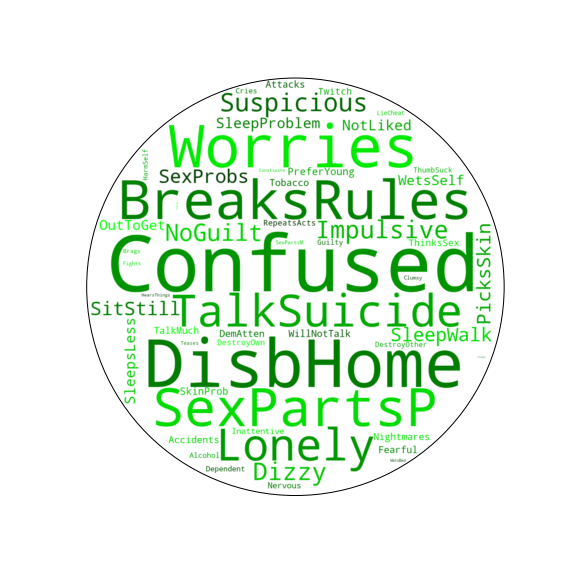 Attacks
Cries
Twitch
Suspicious
LieCheat
SleepProblem
NotLiked
Worries
HarmSelf
SexProbs
PreferYoung
ThumbSuck
Tobacco
WetsSelf
BreaksRules
OutToGet
NoGuilt
RepeatsActs
Impulsive
PicksSkin
SexPartsM
Guilty
ThinksSex
drags
Fights
Confused
Clumsy
HearsThings
SitStill
TalkSuicide
SleepsLess
TalkMuch
DemAtten
WillNotTalk
SleepWalk
Teases
DestroyOwn
DestroyOther
DisbHome
SkinProb
SexPartsP
Inattentive
Accidents
Lonely
Nightmares
Alcohol
Fearful
Dependent
Dizzy
Nervous